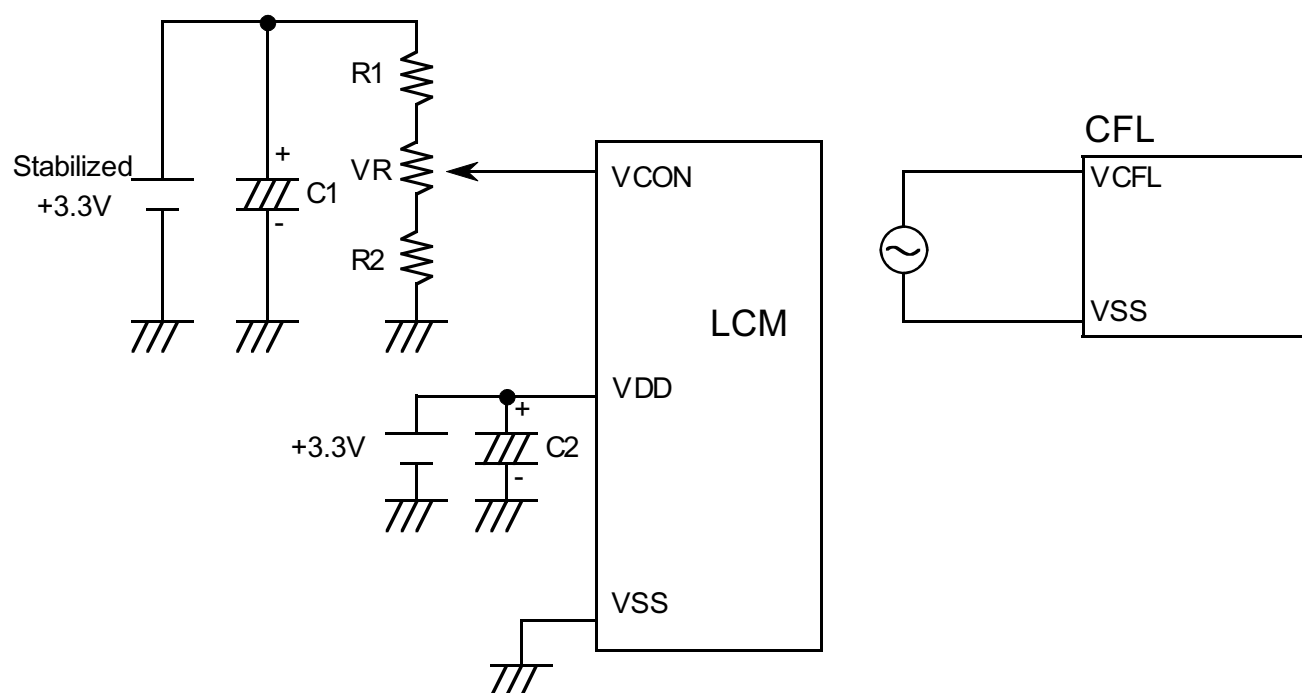 R1
CFL
Stabilized
+3.3V
+
C1
-
VR
VCON
VCFL
R2
LCM
VSS
VDD
+3.3V
+
C2
-
VSS